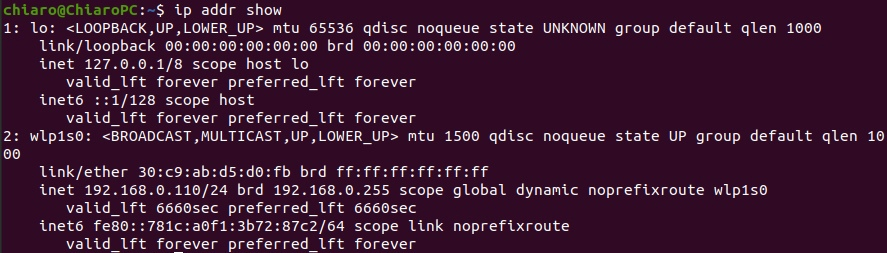 chiaro@ChiaroPC:~$ ip addr show
1: lo: <LOOPBACK,UP,LOWER_UP> mtu 65536 qdisc noqueue state UNKNOWN group default qlen 1000
    link/loopback 00:00:00:00:00:00 brd 00:00:00:00:00:00
    inet 127.0.0.1/8 scope host lo
       valid_lft forever preferred_lft forever
    inet6 ::1/128 scope host
       valid_lft forever preferred_lft forever
2: wlp1s0: <BROADCAST,MULTICAST,UP,LOWER_UP> mtu 1500 qdisc noqueue state UP group default qlen 10
00
    link/ether 30:c9:ab:d5:d0:fb brd ff:ff:ff:ff:ff:ff
    inet 192.168.0.110/24 brd 192.168.0.255 scope global dynamic noprefixroute wlp1s0
       valid_lft 6660sec preferred_lft 6660sec
    inet6 fe80::781c:a0f1:3b72:87c2/64 scope link noprefixroute
       valid_lft forever preferred_lft forever